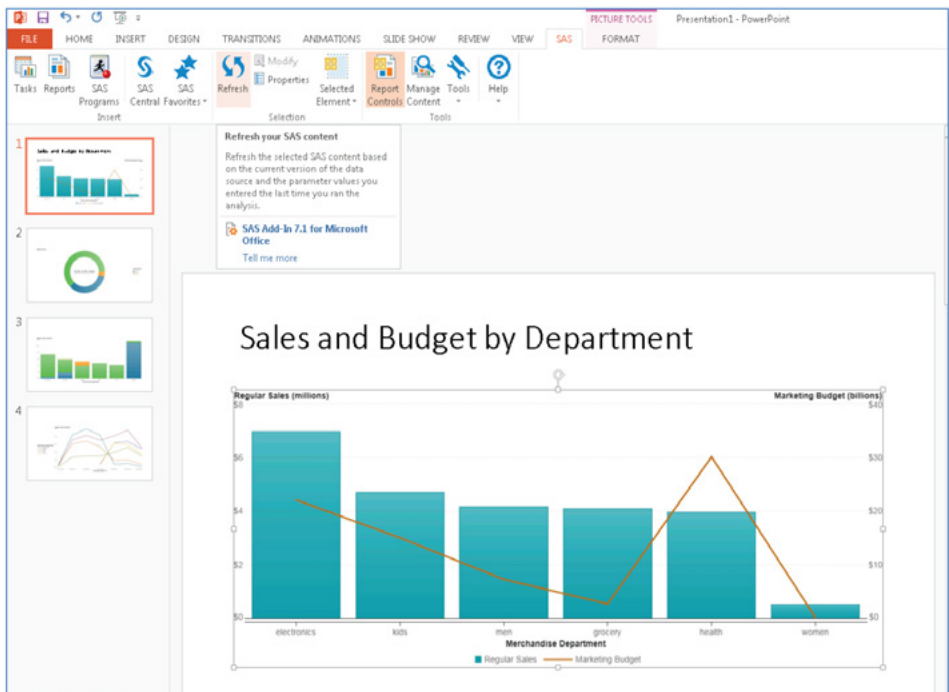 PICTURE TOOLS
Presentation1 - PowerPoint
FILE HOME INSERT DESIGN TRANSITIONS ANIMATIONS SLIDE SHOW REVIEW VIEW SAS FORMAT
Tasks Reports SAS Programs SAS Central SAS Favorites Refresh Modify Properties Selected Element Report Controls Manage Content Tools Help
Insert Selection Tools
Refresh your SAS content
Refresh the selected SAS content based
on the current version of the data
source and the parameter values you
entered the last time you ran the
analysis.
SAS Add-In 7.1 for Microsoft
Office
Tell me more
1
Sales and Budget by Department
2
3
4
Sales and Budget by Department
Regular Sales (millions) Marketing Budget (billions)
$8 $40
$6 $30
$4 $20
$2 $10
$0 $0
electronics kids men grocery health women
Merchandise Department
Regular Sales Marketing Budget